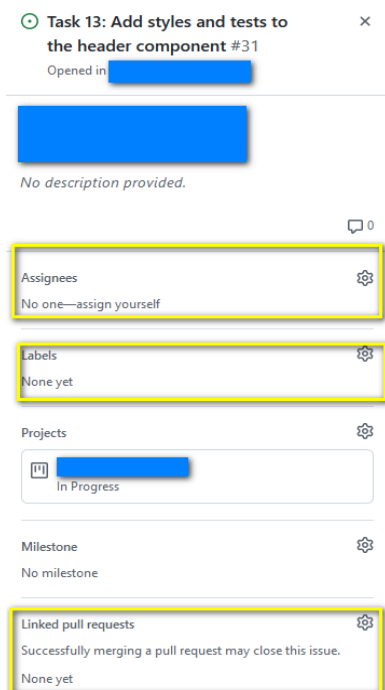 Task 13: Add styles and tests to
the header component #31
Opened in
No description provided.
0
Assignees
No one—assign yourself
Labels
None yet
Projects
In Progress
Milestone
No milestone
Linked pull requests
Successfully merging a pull request may close this issue.
None yet